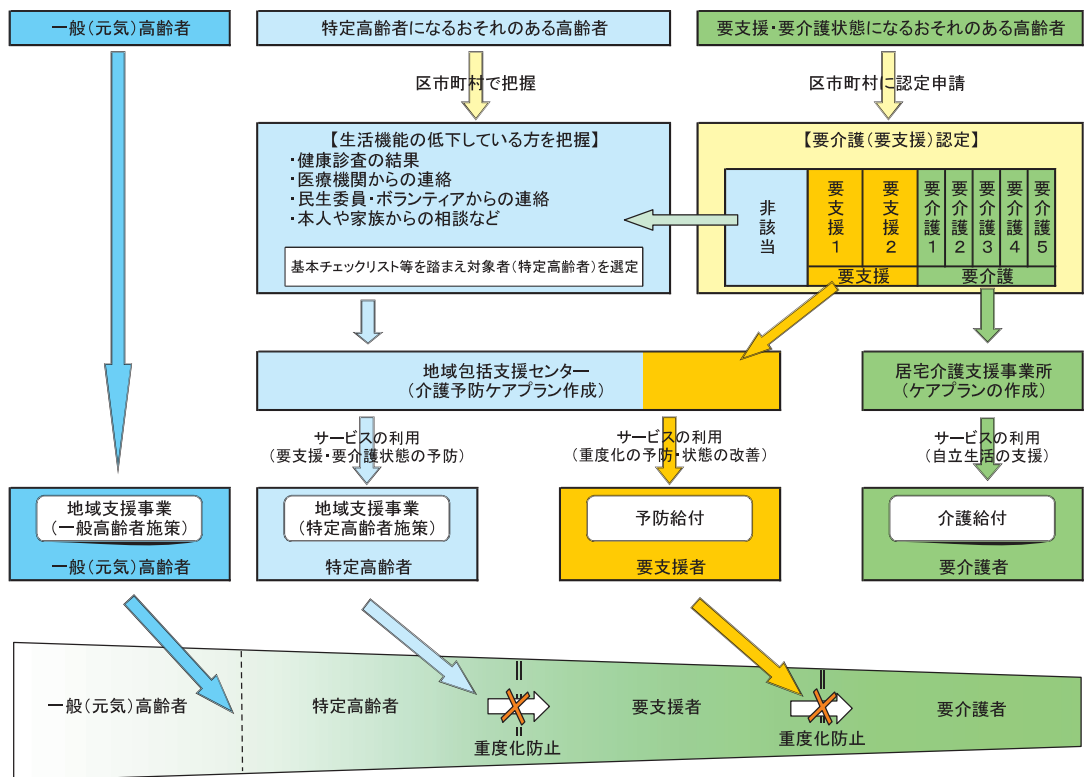 一般(元気)高齢者
特定高齢者になるおそれのある高齢者
要支援・要介護状態になるおそれのある高齢者
区市町村で把握
区市町村に認定申請
【生活機能の低下している方を把握】
・健康診査の結果
・医療機関からの連絡
・民生委員・ボランティアからの連絡
・本人や家族からの相談など
基本チェックリスト等を踏まえ対象者(特定高齢者)を選定
【要介護(要支援)認定】
非該当
要支援1
要支援2
要介護1
要介護2
要介護3
要介護4
要介護5
要支援
要介護
地域包括支援センター
(介護予防ケアプラン作成)
居宅介護支援事業所
(ケアプランの作成)
サービスの利用
(要支援・要介護状態の予防)
サービスの利用
(重度化の予防・状態の改善)
サービスの利用
(自立生活の支援)
地域支援事業
(一般高齢者施策)
一般(元気)高齢者
地域支援事業
(特定高齢者施策)
特定高齢者
予防給付
要支援者
介護給付
要介護者
一般(元気)高齢者
特定高齢者
重度化防止
要支援者
重度化防止
要介護者